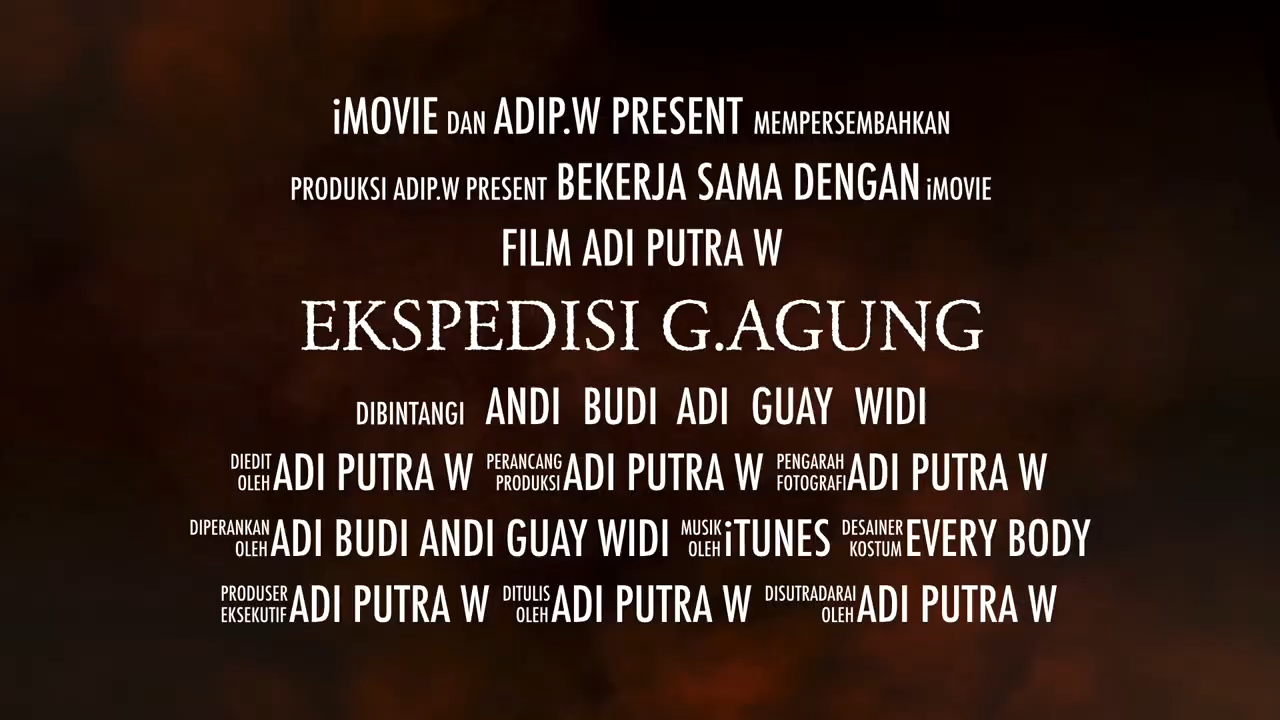 iMOVIE DAN ADIP.W PRESENT MEMPERSEMBAHKAN
PRODUKSI ADIP.W PRESENT BEKERJA SAMA DENGAN iMOVIE
FILM ADI PUTRA W
EKSPEDISI G.AGUNG
DIBINTANGI ANDI BUDI ADI GUAY WIDI
DIEDIT OLEH ADI PUTRA W PERANCANG PRODUKSI ADI PUTRA W PENGARAH FOTOGRAFI ADI PUTRA W
DIPERANKAN OLEH ADI BUDI ANDI GUAY WIDI MUSIK OLEH iTUNES DESAINER KOSTUM EVERY BODY
PRODUSER EKSEKUTIF ADI PUTRA W DITULIS OLEH ADI PUTRA W DISUTRADARAI OLEH ADI PUTRA W